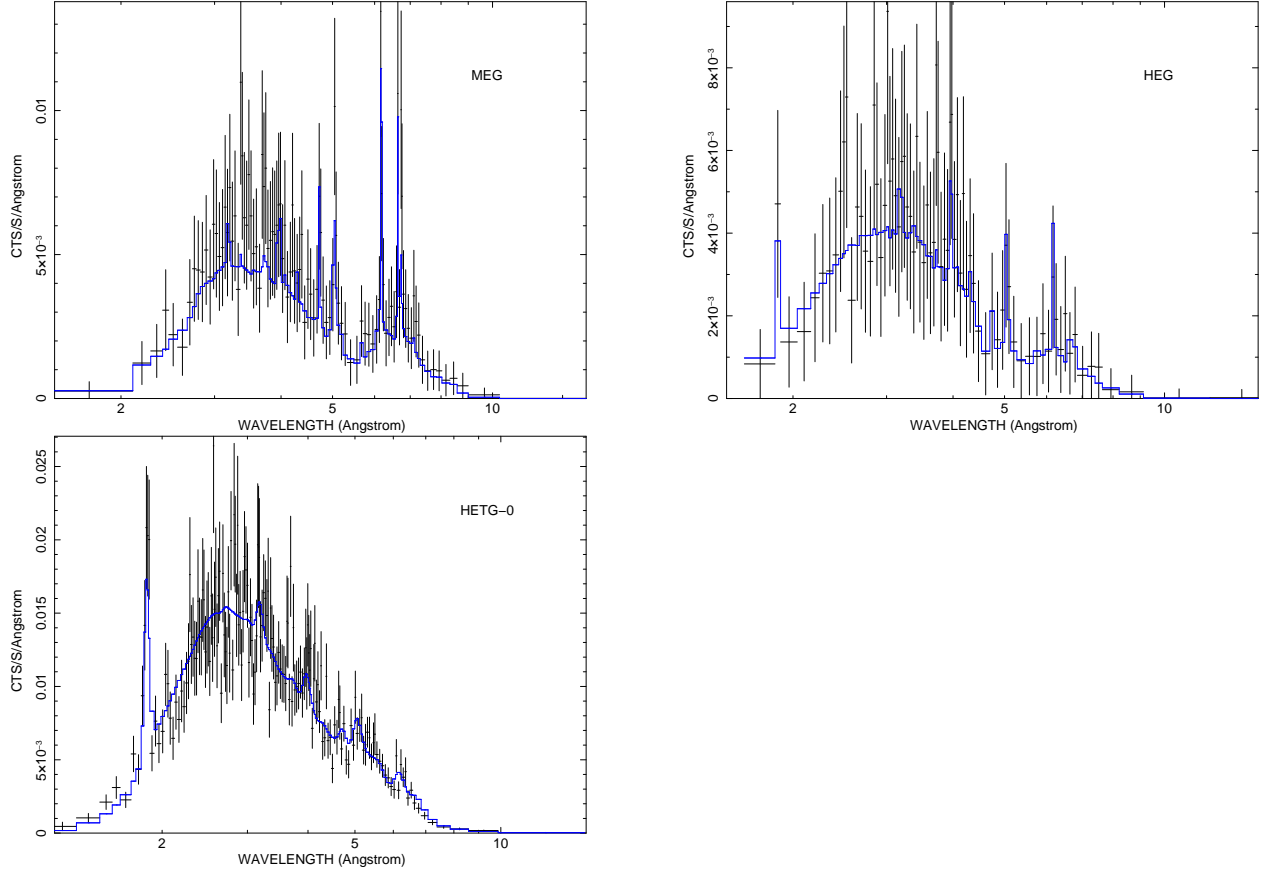 MEG
0.01
5×10⁻³
0
CTS/S/Angstrom
2
5
10
WAVELENGTH (Angstrom)
HEG
8×10⁻³
6×10⁻³
4×10⁻³
2×10⁻³
0
CTS/S/Angstrom
2
5
10
WAVELENGTH (Angstrom)
HETG−0
0.025
0.02
0.015
0.01
5×10⁻³
0
CTS/S/Angstrom
2
5
10
WAVELENGTH (Angstrom)